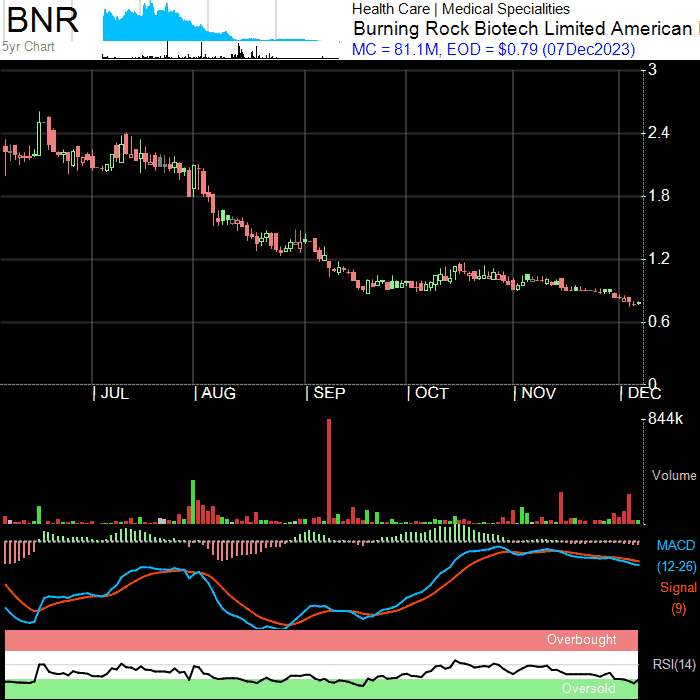 BNR
5yr Chart
Health Care | Medical Specialities
Burning Rock Biotech Limited American
MC = 81.1M, EOD = $0.79 (07Dec2023)
3
2.4
1.8
1.2
0.6
0
JUL
AUG
SEP
OCT
NOV
DEC
844k
Volume
MACD
(12-26)
Signal
(9)
Overbought
RSI(14)
Oversold